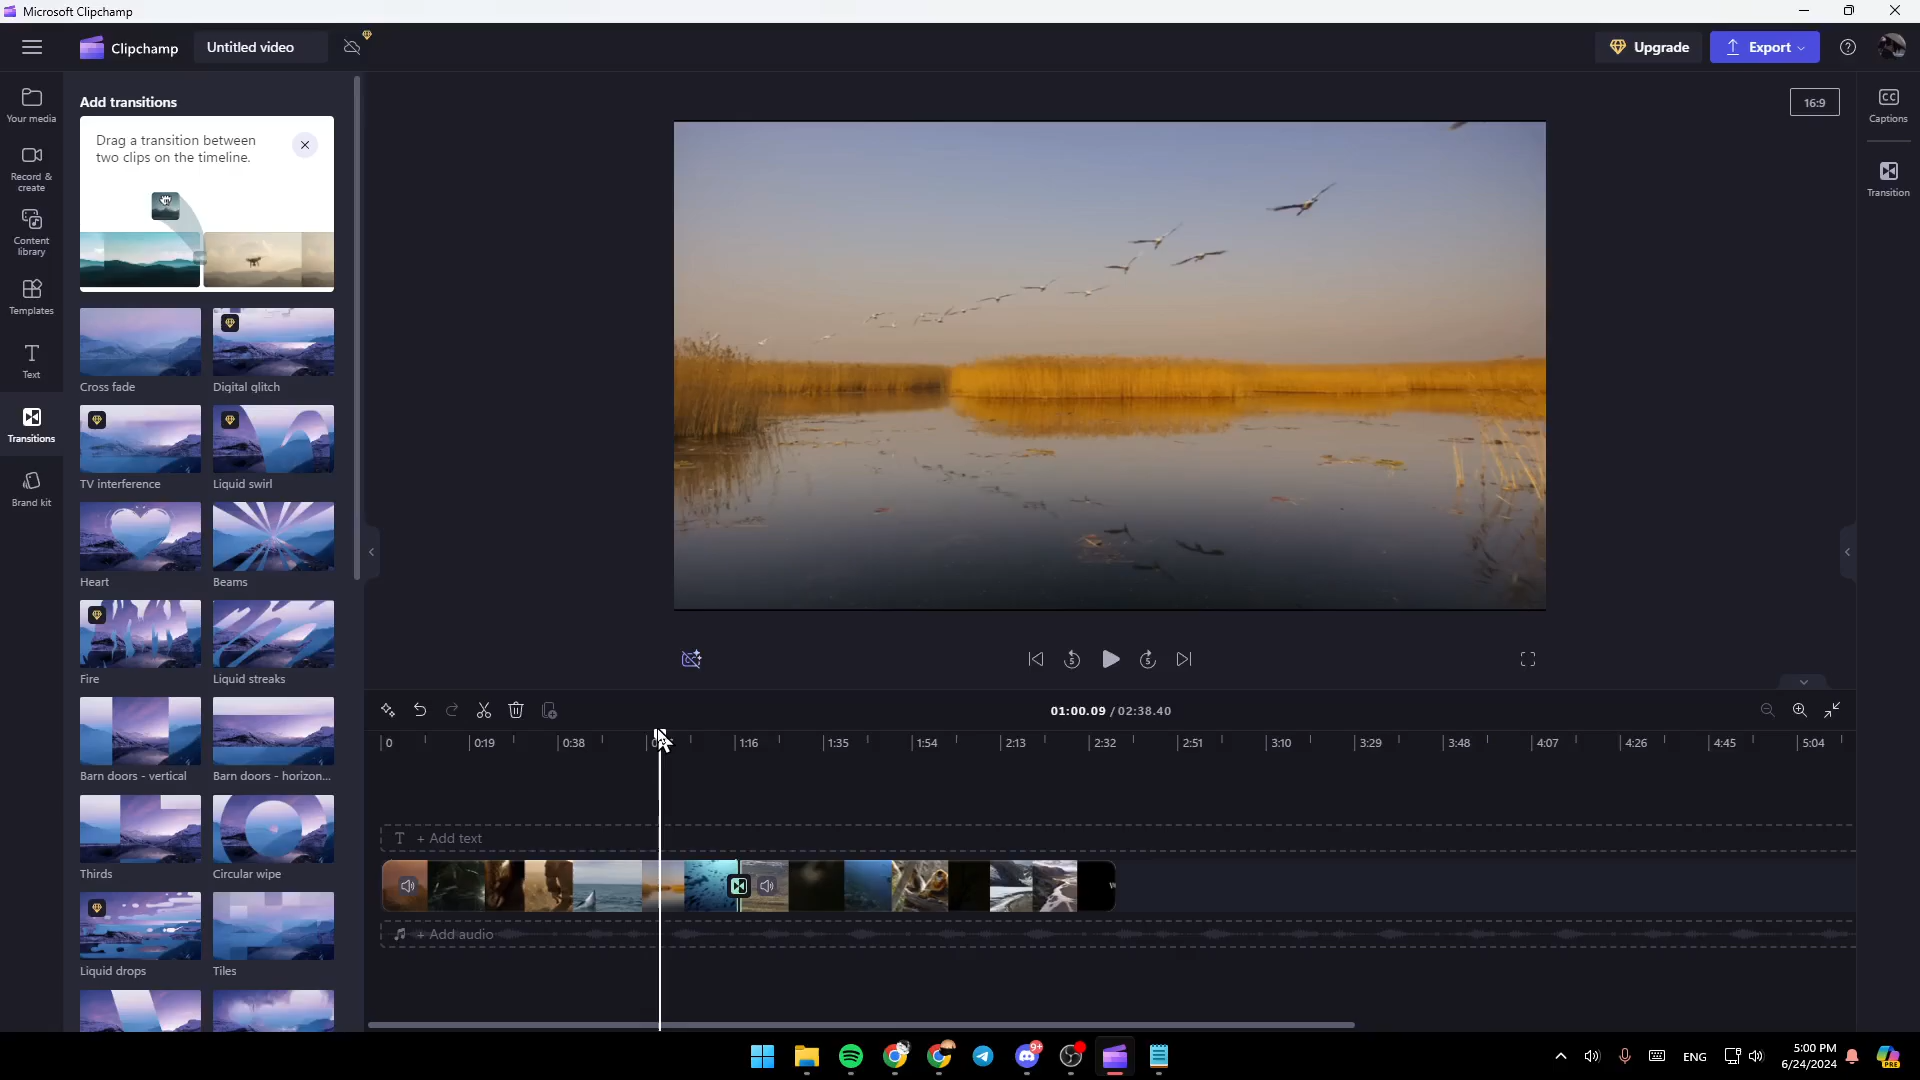 Microsoft Clipchamp
Clipchamp
Untitled video
Upgrade
Export
Your media
Record &
create
Content
library
Templates
Text
Transitions
Brand kit
Add transitions
Drag a transition between
two clips on the timeline.
Cross fade
Digital glitch
TV interference
Liquid swirl
Heart
Beams
Fire
Liquid streaks
Barn doors - vertical
Barn doors - horizon...
Thirds
Circular wipe
Liquid drops
Tiles
16:9
CC
Captions
Transition
5
5
01:00.09 / 02:38.40
0 0:19 0:38 1:16 1:35 1:54 2:13 2:32 2:51 3:10 3:29 3:48 4:07 4:26 4:45 5:04
T + Add text
+ Add audio
9+
ENG
5:00 PM
6/24/2024
PRE